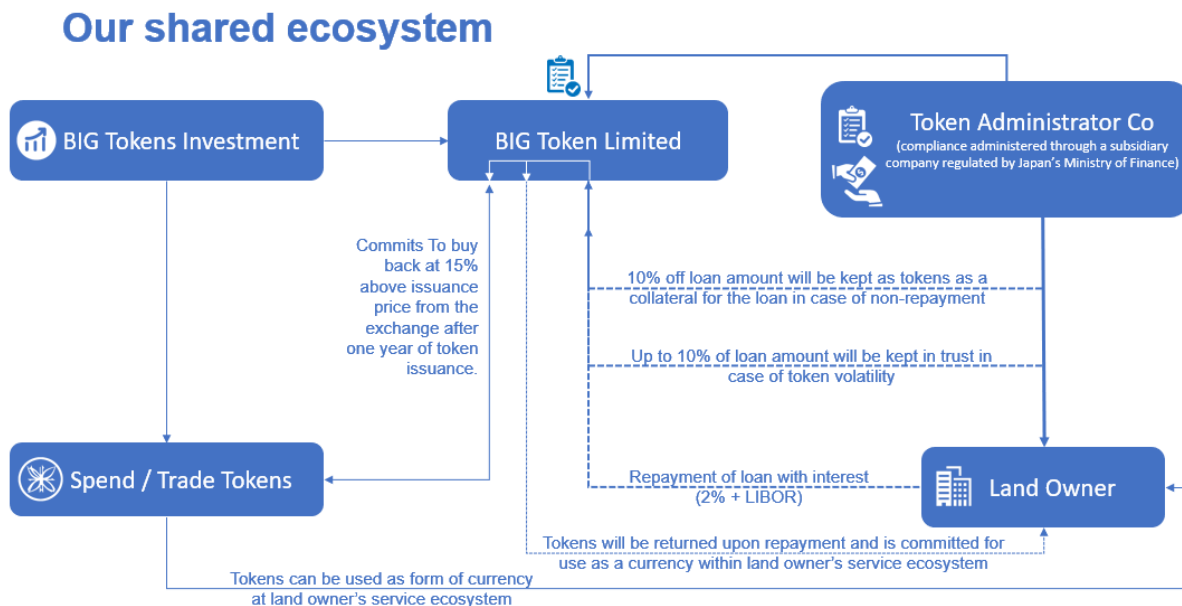 Our shared ecosystem
BIG Tokens Investment
BIG Token Limited
Token Administrator Co
(compliance administered through a subsidiary
company regulated by Japan's Ministry of Finance)
Commits To buy
back at 15%
above issuance
price from the
exchange after
one year of token
issuance.
10% off loan amount will be kept as tokens as a
collateral for the loan in case of non-repayment
Up to 10% of loan amount will be kept in trust in
case of token volatility
Spend / Trade Tokens
Repayment of loan with interest
(2% + LIBOR)
Land Owner
Tokens will be returned upon repayment and is committed for
use as a currency within land owner's service ecosystem
Tokens can be used as form of currency
at land owner's service ecosystem